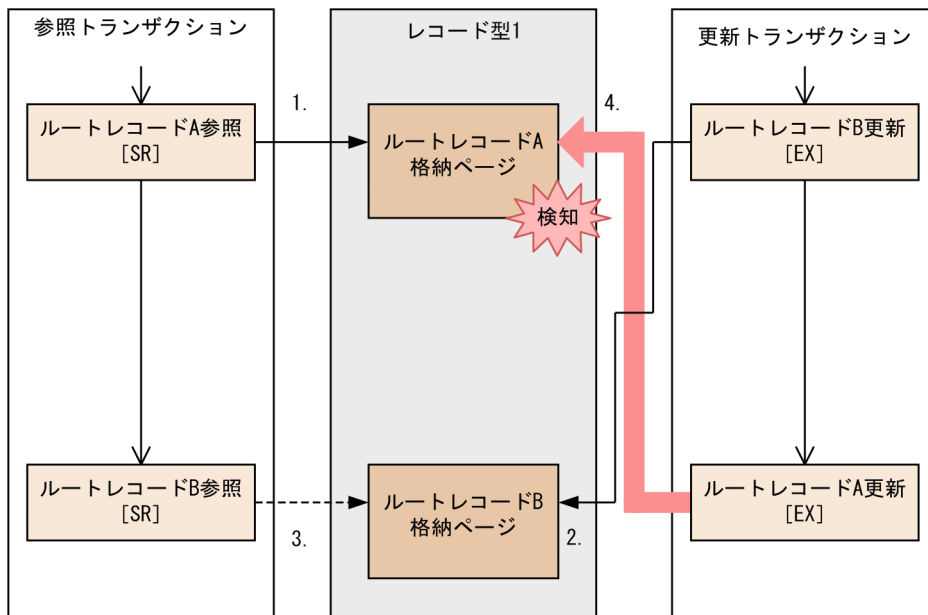 参照トランザクション
レコード型1
更新トランザクション
1.
4.
ルートレコードA参照
[SR]
ルートレコードA
格納ページ
ルートレコードB更新
[EX]
検知
ルートレコードB参照
[SR]
ルートレコードB
格納ページ
ルートレコードA更新
[EX]
3.
2.